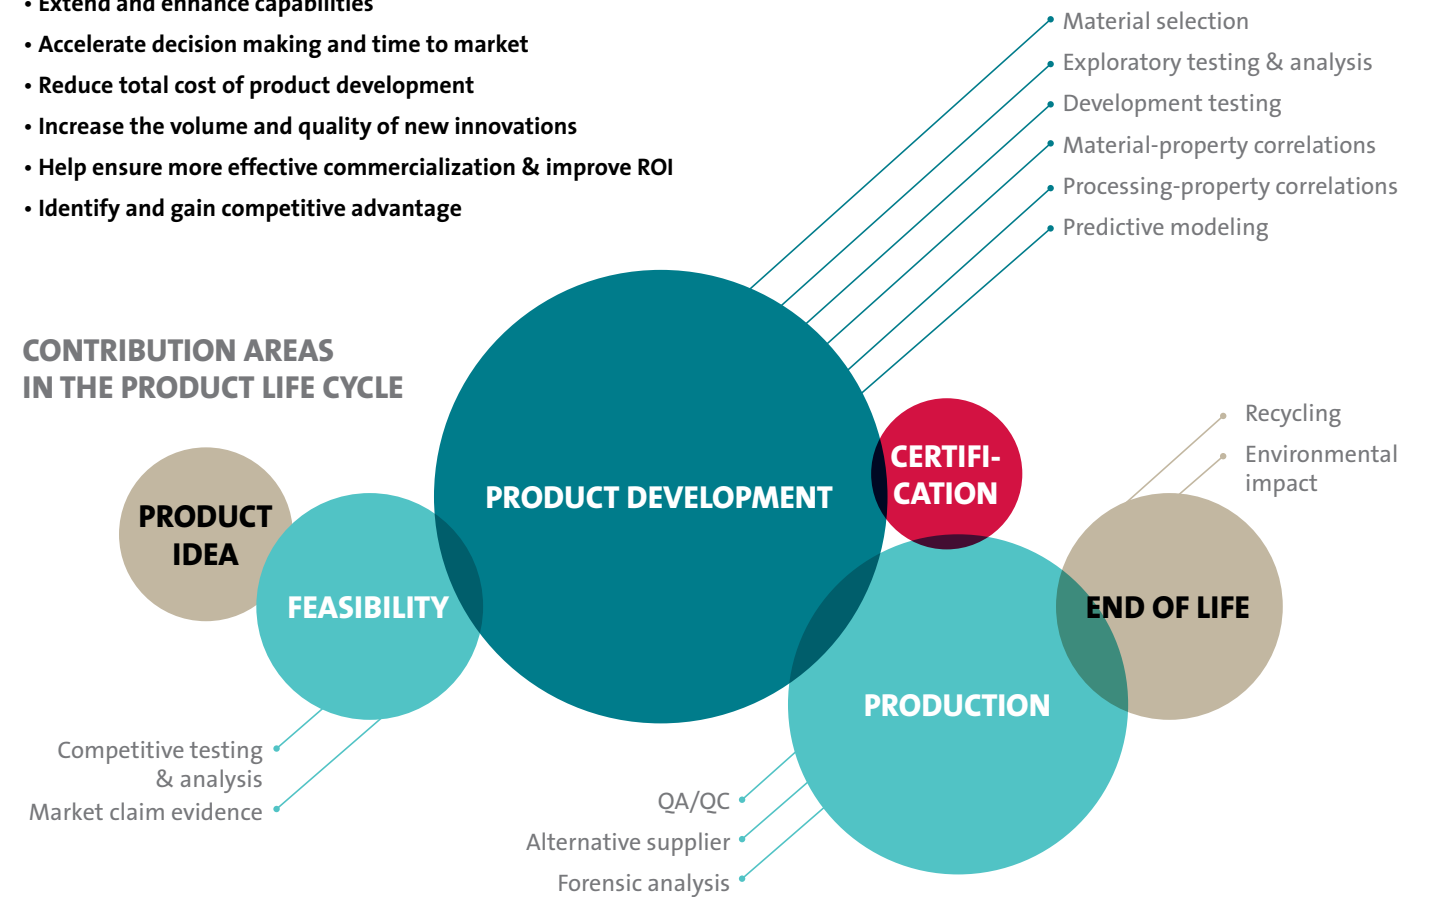 • Extend and enhance capabilities
• Accelerate decision making and time to market
• Reduce total cost of product development
• Increase the volume and quality of new innovations
• Help ensure more effective commercialization & improve ROI
• Identify and gain competitive advantage
Material selection
Exploratory testing & analysis
Development testing
Material-property correlations
Processing-property correlations
Predictive modeling
CONTRIBUTION AREAS
IN THE PRODUCT LIFE CYCLE
PRODUCT
IDEA
FEASIBILITY
PRODUCT DEVELOPMENT
CERTIFI-
CATION
PRODUCTION
END OF LIFE
Recycling
Environmental
impact
Competitive testing
& analysis
Market claim evidence
QA/QC
Alternative supplier
Forensic analysis